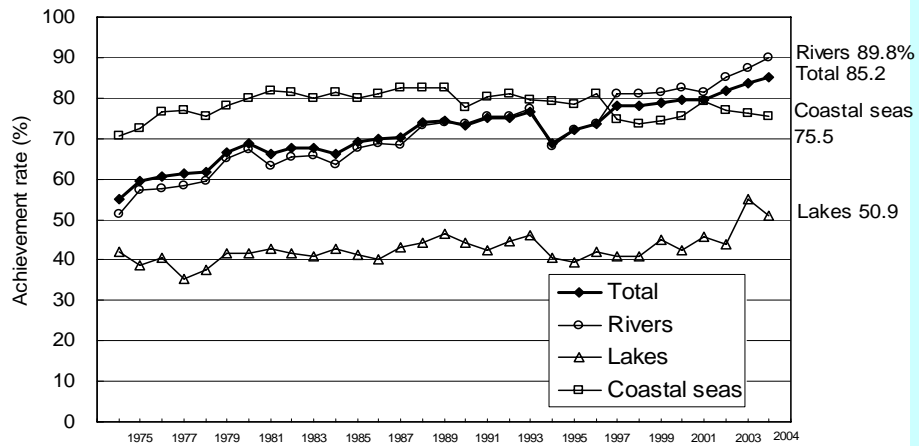 100
90
80
70
60
50
40
30
20
10
0
Achievement rate (%)
Rivers 89.8%
Total 85.2
Coastal seas
75.5
Lakes 50.9
Total
Rivers
Lakes
Coastal seas
1975 1977 1979 1981 1983 1985 1987 1989 1991 1993 1995 1997 1999 2001 2003 2004